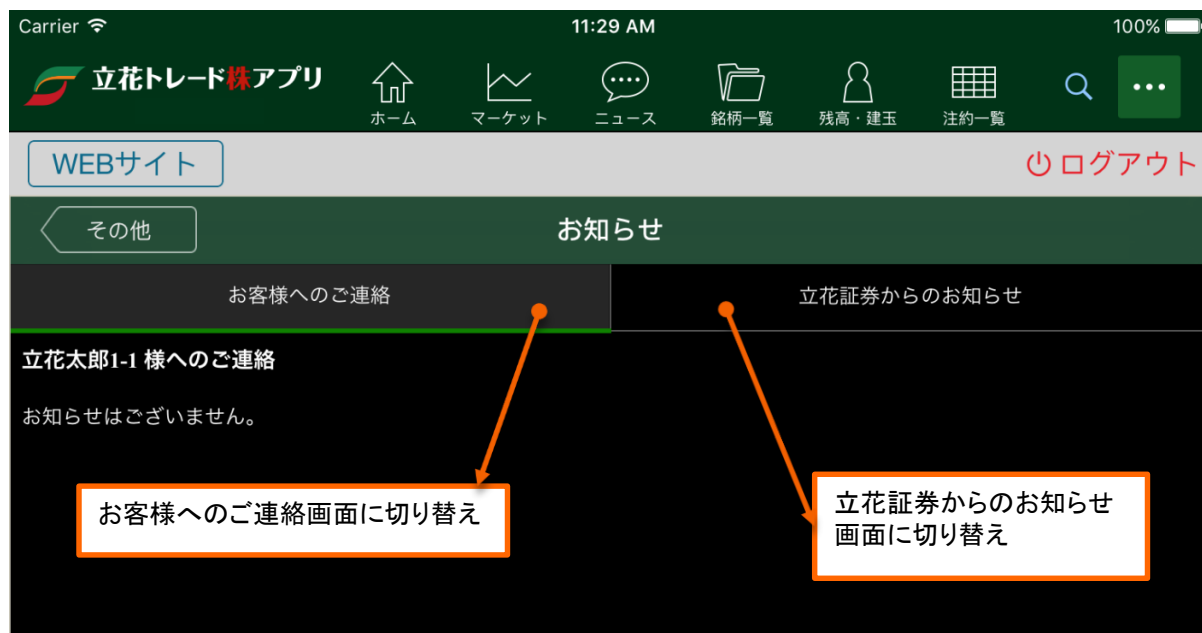 Carrier 11:29 AM 100%
立花トレード株アプリ
ホーム マーケット ニュース 銘柄一覧 残高・建玉 注約一覧
WEBサイト ログアウト
その他 お知らせ
お客様へのご連絡 立花証券からのお知らせ
立花太郎1-1 様へのご連絡
お知らせはございません。
お客様へのご連絡画面に切り替え
立花証券からのお知らせ
画面に切り替え